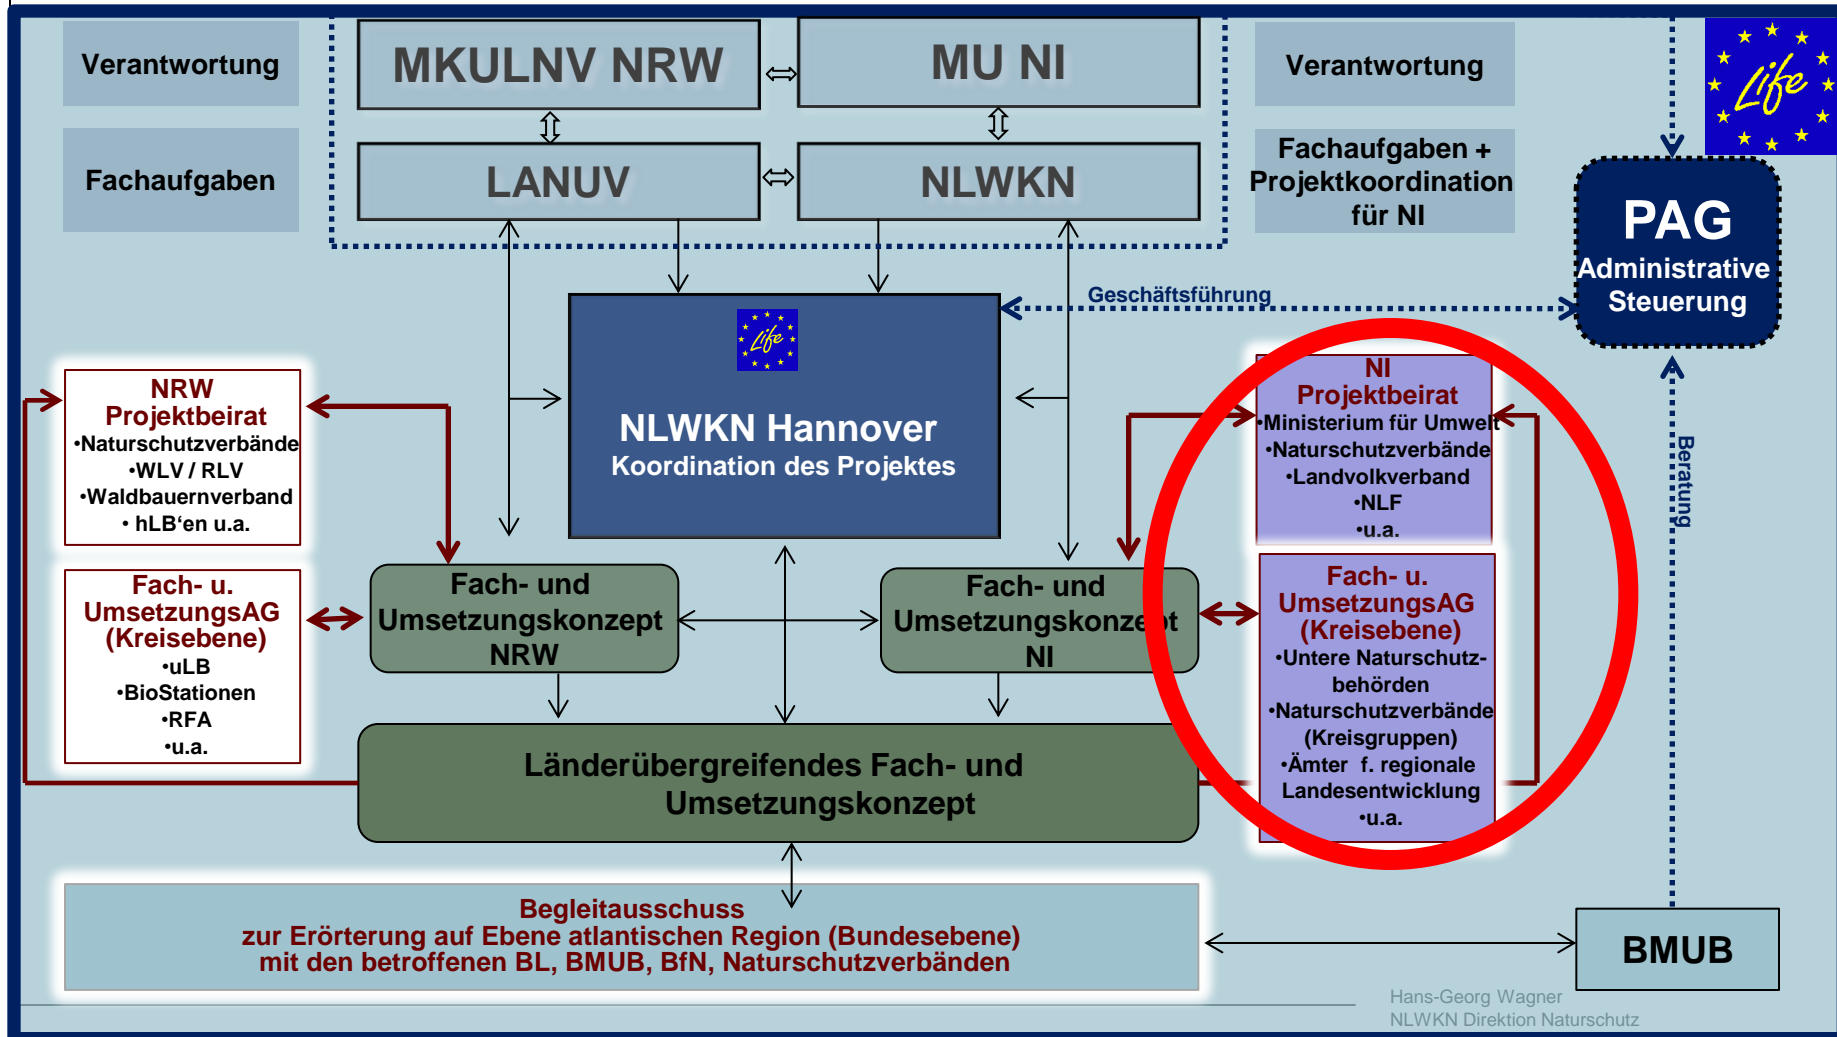 Verantwortung
MKULNV NRW
MU NI
Verantwortung
Life
Fachaufgaben
LANUV
NLWKN
Fachaufgaben +
Projektkoordination
für NI
PAG
Administrative
Steuerung
Geschäftsführung
Life
NLWKN Hannover
Koordination des Projektes
NRW
Projektbeirat
•Naturschutzverbände
•WLV / RLV
•Waldbauernverband
• hLB‘en u.a.
NI
Projektbeirat
•Ministerium für Umwelt
•Naturschutzverbände
•Landvolkverband
•NLF
•u.a.
Beratung
Fach- u.
UmsetzungsAG
(Kreisebene)
•uLB
•BioStationen
•RFA
•u.a.
Fach- und
Umsetzungskonzept
NRW
Fach- und
Umsetzungskonzept
NI
Fach- u.
UmsetzungsAG
(Kreisebene)
•Untere Naturschutz-
behörden
•Naturschutzverbände
(Kreisgruppen)
•Ämter f. regionale
Landesentwicklung
•u.a.
Länderübergreifendes Fach- und
Umsetzungskonzept
Begleitausschuss
zur Erörterung auf Ebene atlantischen Region (Bundesebene)
mit den betroffenen BL, BMUB, BfN, Naturschutzverbänden
BMUB
Hans-Georg Wagner
NLWKN Direktion Naturschutz